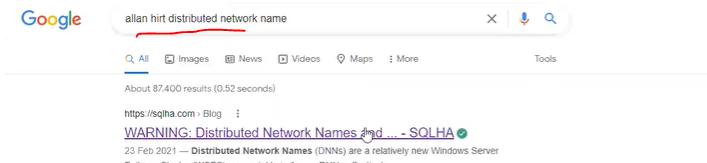 Google
allan hirt distributed network name
All Images News Videos Maps More Tools
About 87.400 results (0.52 seconds)
https://sqlha.com › Blog
WARNING: Distributed Network Names and ... - SQLHA
23 Feb 2021 — Distributed Network Names (DNNs) are a relatively new Windows Server